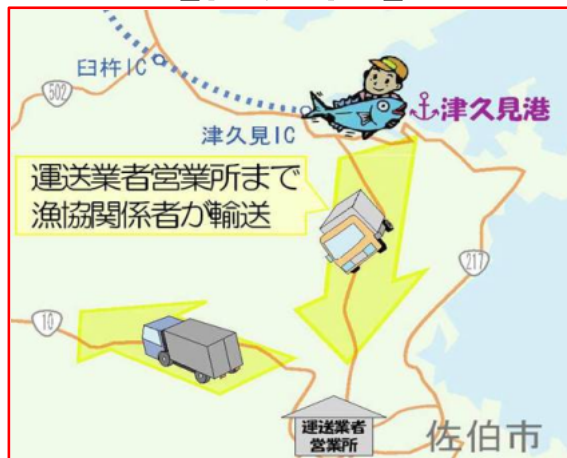 臼杵IC
502
津久見港
津久見IC
運送業者営業所まで
漁協関係者が輸送
217
10
運送業者
営業所
佐伯市